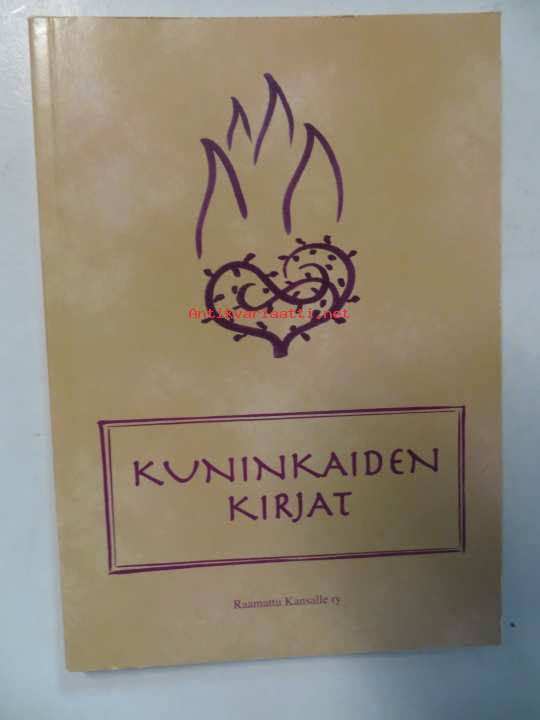 Antikvariaatti.net
KUNINKAIDEN
KIRJAT
Raamattu Kansalle ry